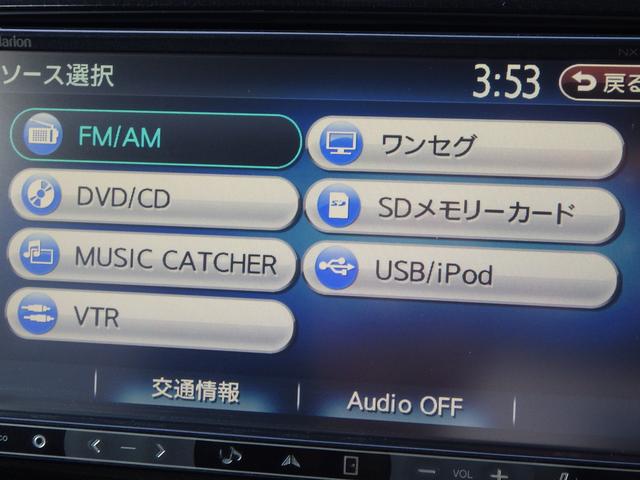 Clarion
NX
ソース選択
3:53
戻る
FM/AM
ワンセグ
DVD/CD
SDメモリーカード
MUSIC CATCHER
USB/iPod
VTR
交通情報
Audio OFF
VOL